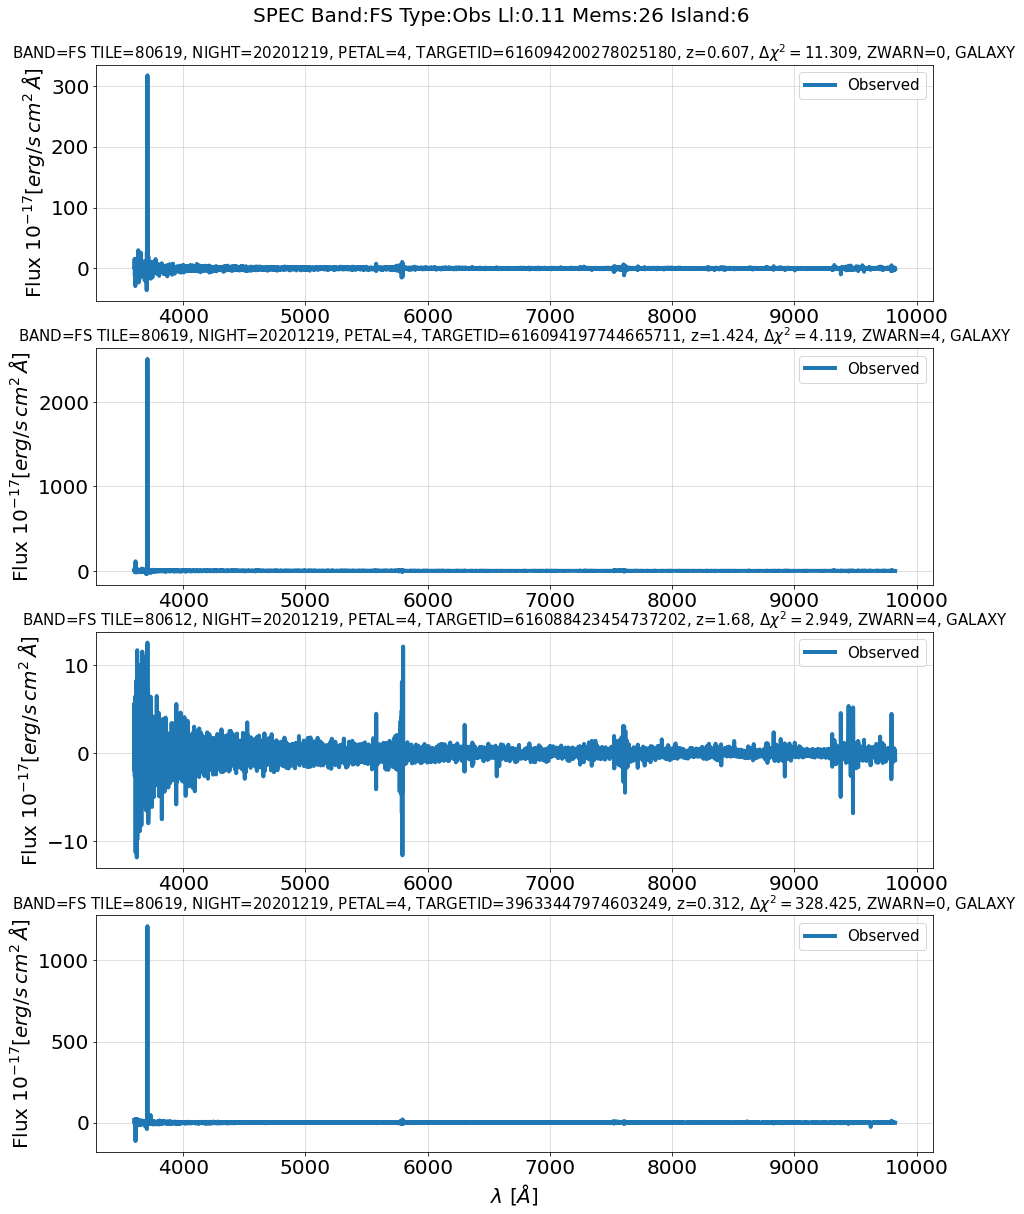 SPEC Band:FS Type:Obs Ll:0.11 Mems:26 Island:6
BAND=FS TILE=80619, NIGHT=20201219, PETAL=4, TARGETID=616094200278025180, z=0.607, Δχ² = 11.309, ZWARN=0, GALAXY
Flux 10⁻¹⁷[erg/s cm² Å]
300
200
100
0
Observed
4000 5000 6000 7000 8000 9000 10000
BAND=FS TILE=80619, NIGHT=20201219, PETAL=4, TARGETID=616094197744665711, z=1.424, Δχ² = 4.119, ZWARN=4, GALAXY
Flux 10⁻¹⁷[erg/s cm² Å]
2000
1000
0
Observed
4000 5000 6000 7000 8000 9000 10000
BAND=FS TILE=80612, NIGHT=20201219, PETAL=4, TARGETID=616088423454737202, z=1.68, Δχ² = 2.949, ZWARN=4, GALAXY
Flux 10⁻¹⁷[erg/s cm² Å]
10
0
−10
Observed
4000 5000 6000 7000 8000 9000 10000
BAND=FS TILE=80619, NIGHT=20201219, PETAL=4, TARGETID=39633447974603249, z=0.312, Δχ² = 328.425, ZWARN=0, GALAXY
Flux 10⁻¹⁷[erg/s cm² Å]
1000
500
0
Observed
4000 5000 6000 7000 8000 9000 10000
λ [Å]